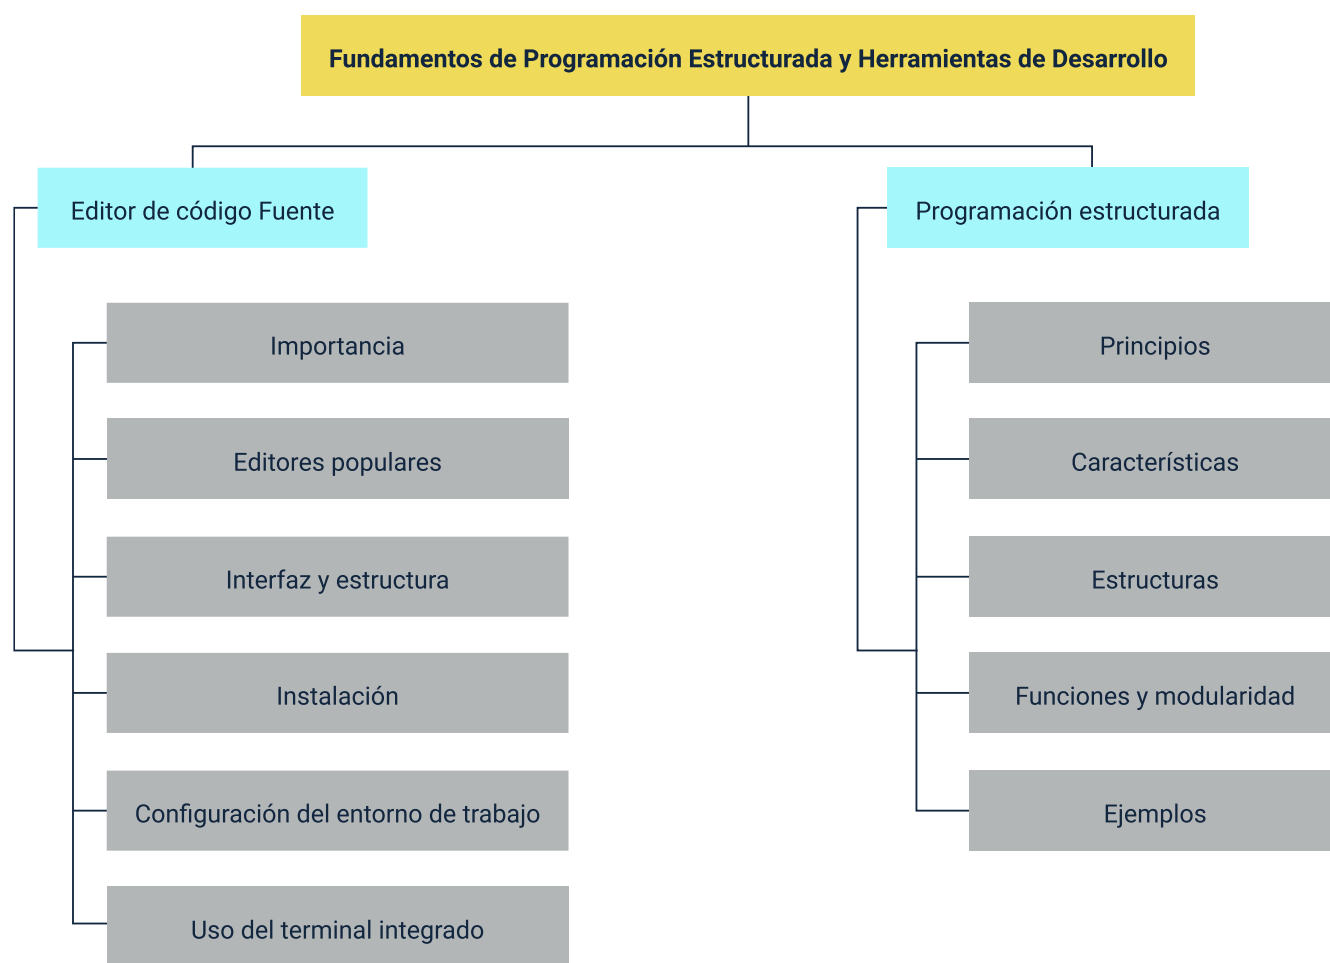 Fundamentos de Programación Estructurada y Herramientas de Desarrollo
Editor de código Fuente
Importancia
Editores populares
Interfaz y estructura
Instalación
Configuración del entorno de trabajo
Uso del terminal integrado
Programación estructurada
Principios
Características
Estructuras
Funciones y modularidad
Ejemplos